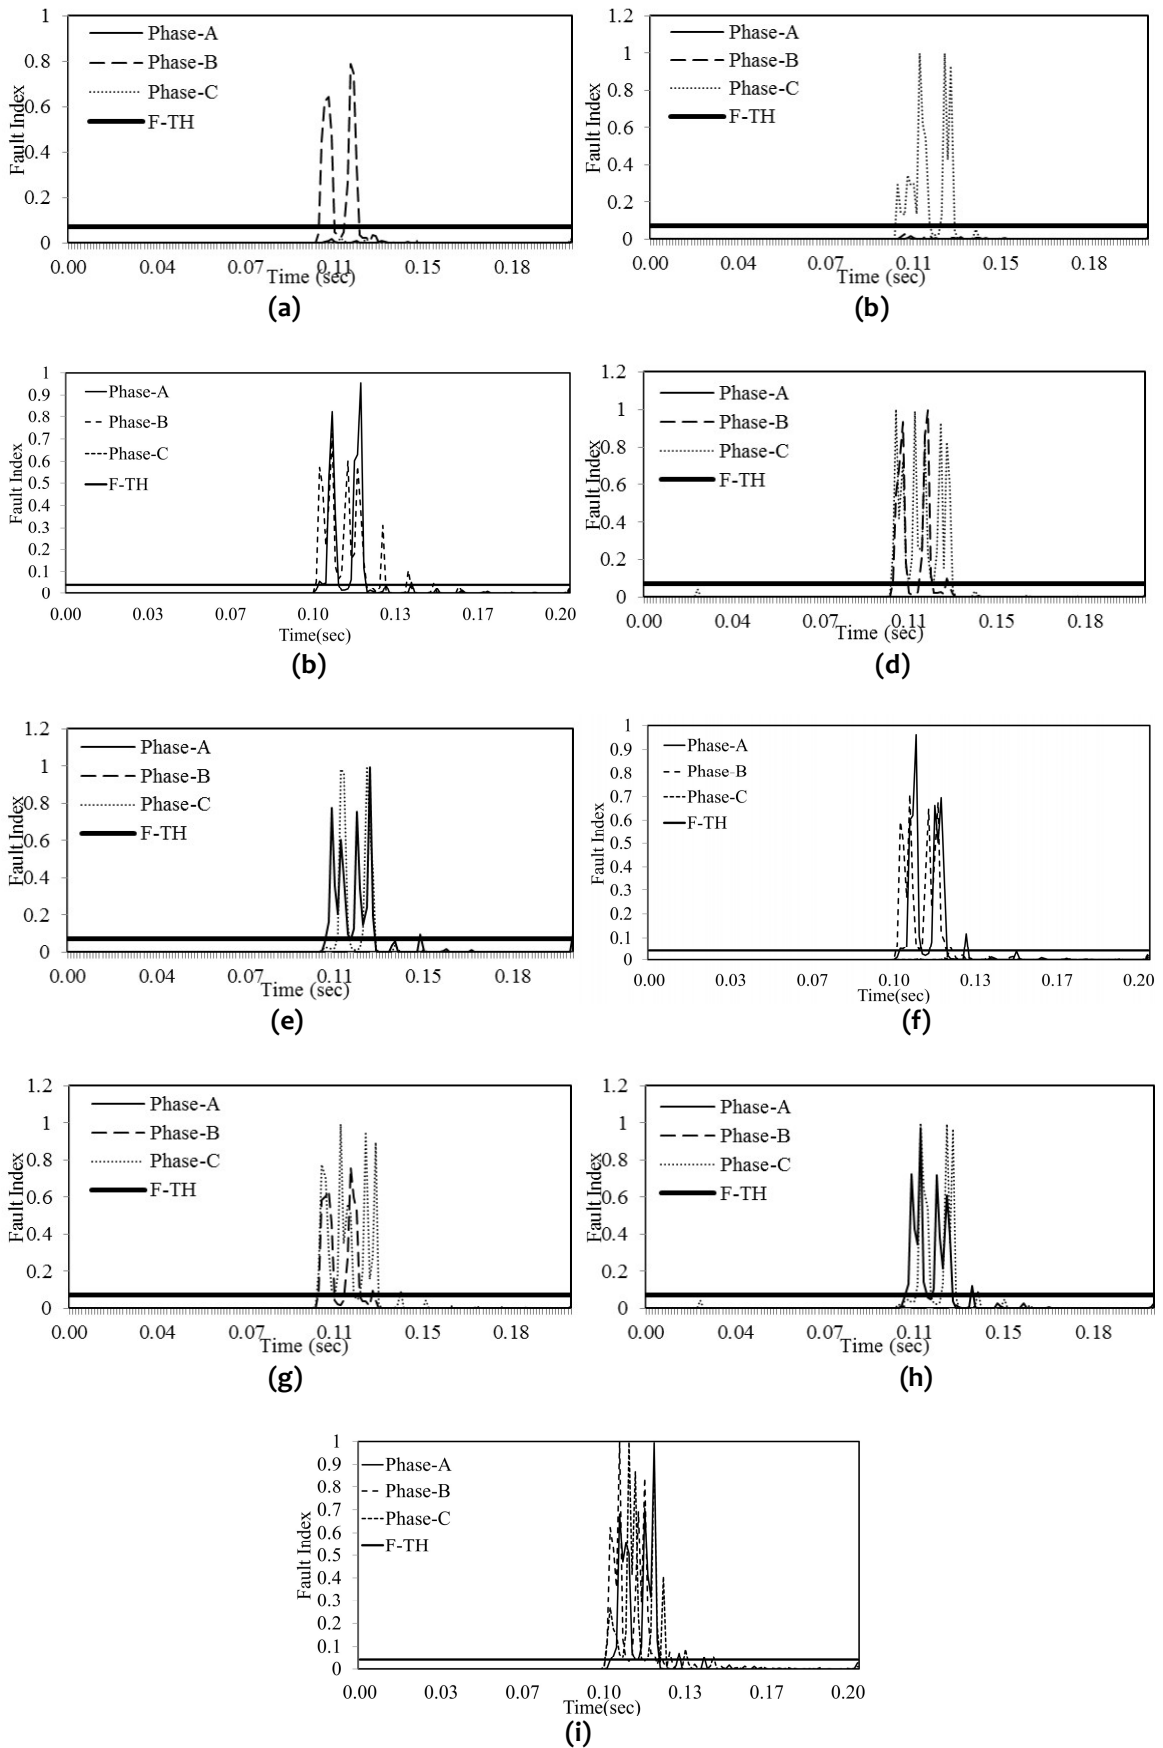 1
0.8
0.6
0.4
0.2
0
Fault Index
Phase-A
Phase-B
Phase-C
F-TH
0.00 0.04 0.07 0.11 0.15 0.18
Time (sec)
(a)
1.2
1
0.8
0.6
0.4
0.2
0
Fault Index
Phase-A
Phase-B
Phase-C
F-TH
0.00 0.04 0.07 0.11 0.15 0.18
Time (sec)
(b)
1
0.9
0.8
0.7
0.6
0.5
0.4
0.3
0.2
0.1
0
Fault Index
Phase-A
Phase-B
Phase-C
F-TH
0.00 0.03 0.07 0.10 0.13 0.17 0.20
Time(sec)
(b)
1.2
1
0.8
0.6
0.4
0.2
0
Fault Index
Phase-A
Phase-B
Phase-C
F-TH
0.00 0.04 0.07 0.11 0.15 0.18
Time (sec)
(d)
1.2
1
0.8
0.6
0.4
0.2
0
Fault Index
Phase-A
Phase-B
Phase-C
F-TH
0.00 0.04 0.07 0.11 0.15 0.18
Time (sec)
(e)
1
0.9
0.8
0.7
0.6
0.5
0.4
0.3
0.2
0.1
0
Fault Index
Phase-A
Phase-B
Phase-C
F-TH
0.00 0.03 0.07 0.10 0.13 0.17 0.20
Time(sec)
(f)
1.2
1
0.8
0.6
0.4
0.2
0
Fault Index
Phase-A
Phase-B
Phase-C
F-TH
0.00 0.04 0.07 0.11 0.15 0.18
Time (sec)
(g)
1.2
1
0.8
0.6
0.4
0.2
0
Fault Index
Phase-A
Phase-B
Phase-C
F-TH
0.00 0.04 0.07 0.11 0.15 0.18
Time (sec)
(h)
1
0.9
0.8
0.7
0.6
0.5
0.4
0.3
0.2
0.1
0
Fault Index
Phase-A
Phase-B
Phase-C
F-TH
0.00 0.03 0.07 0.10 0.13 0.17 0.20
Time(sec)
(i)